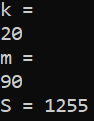 k =
20
m =
90
S = 1255